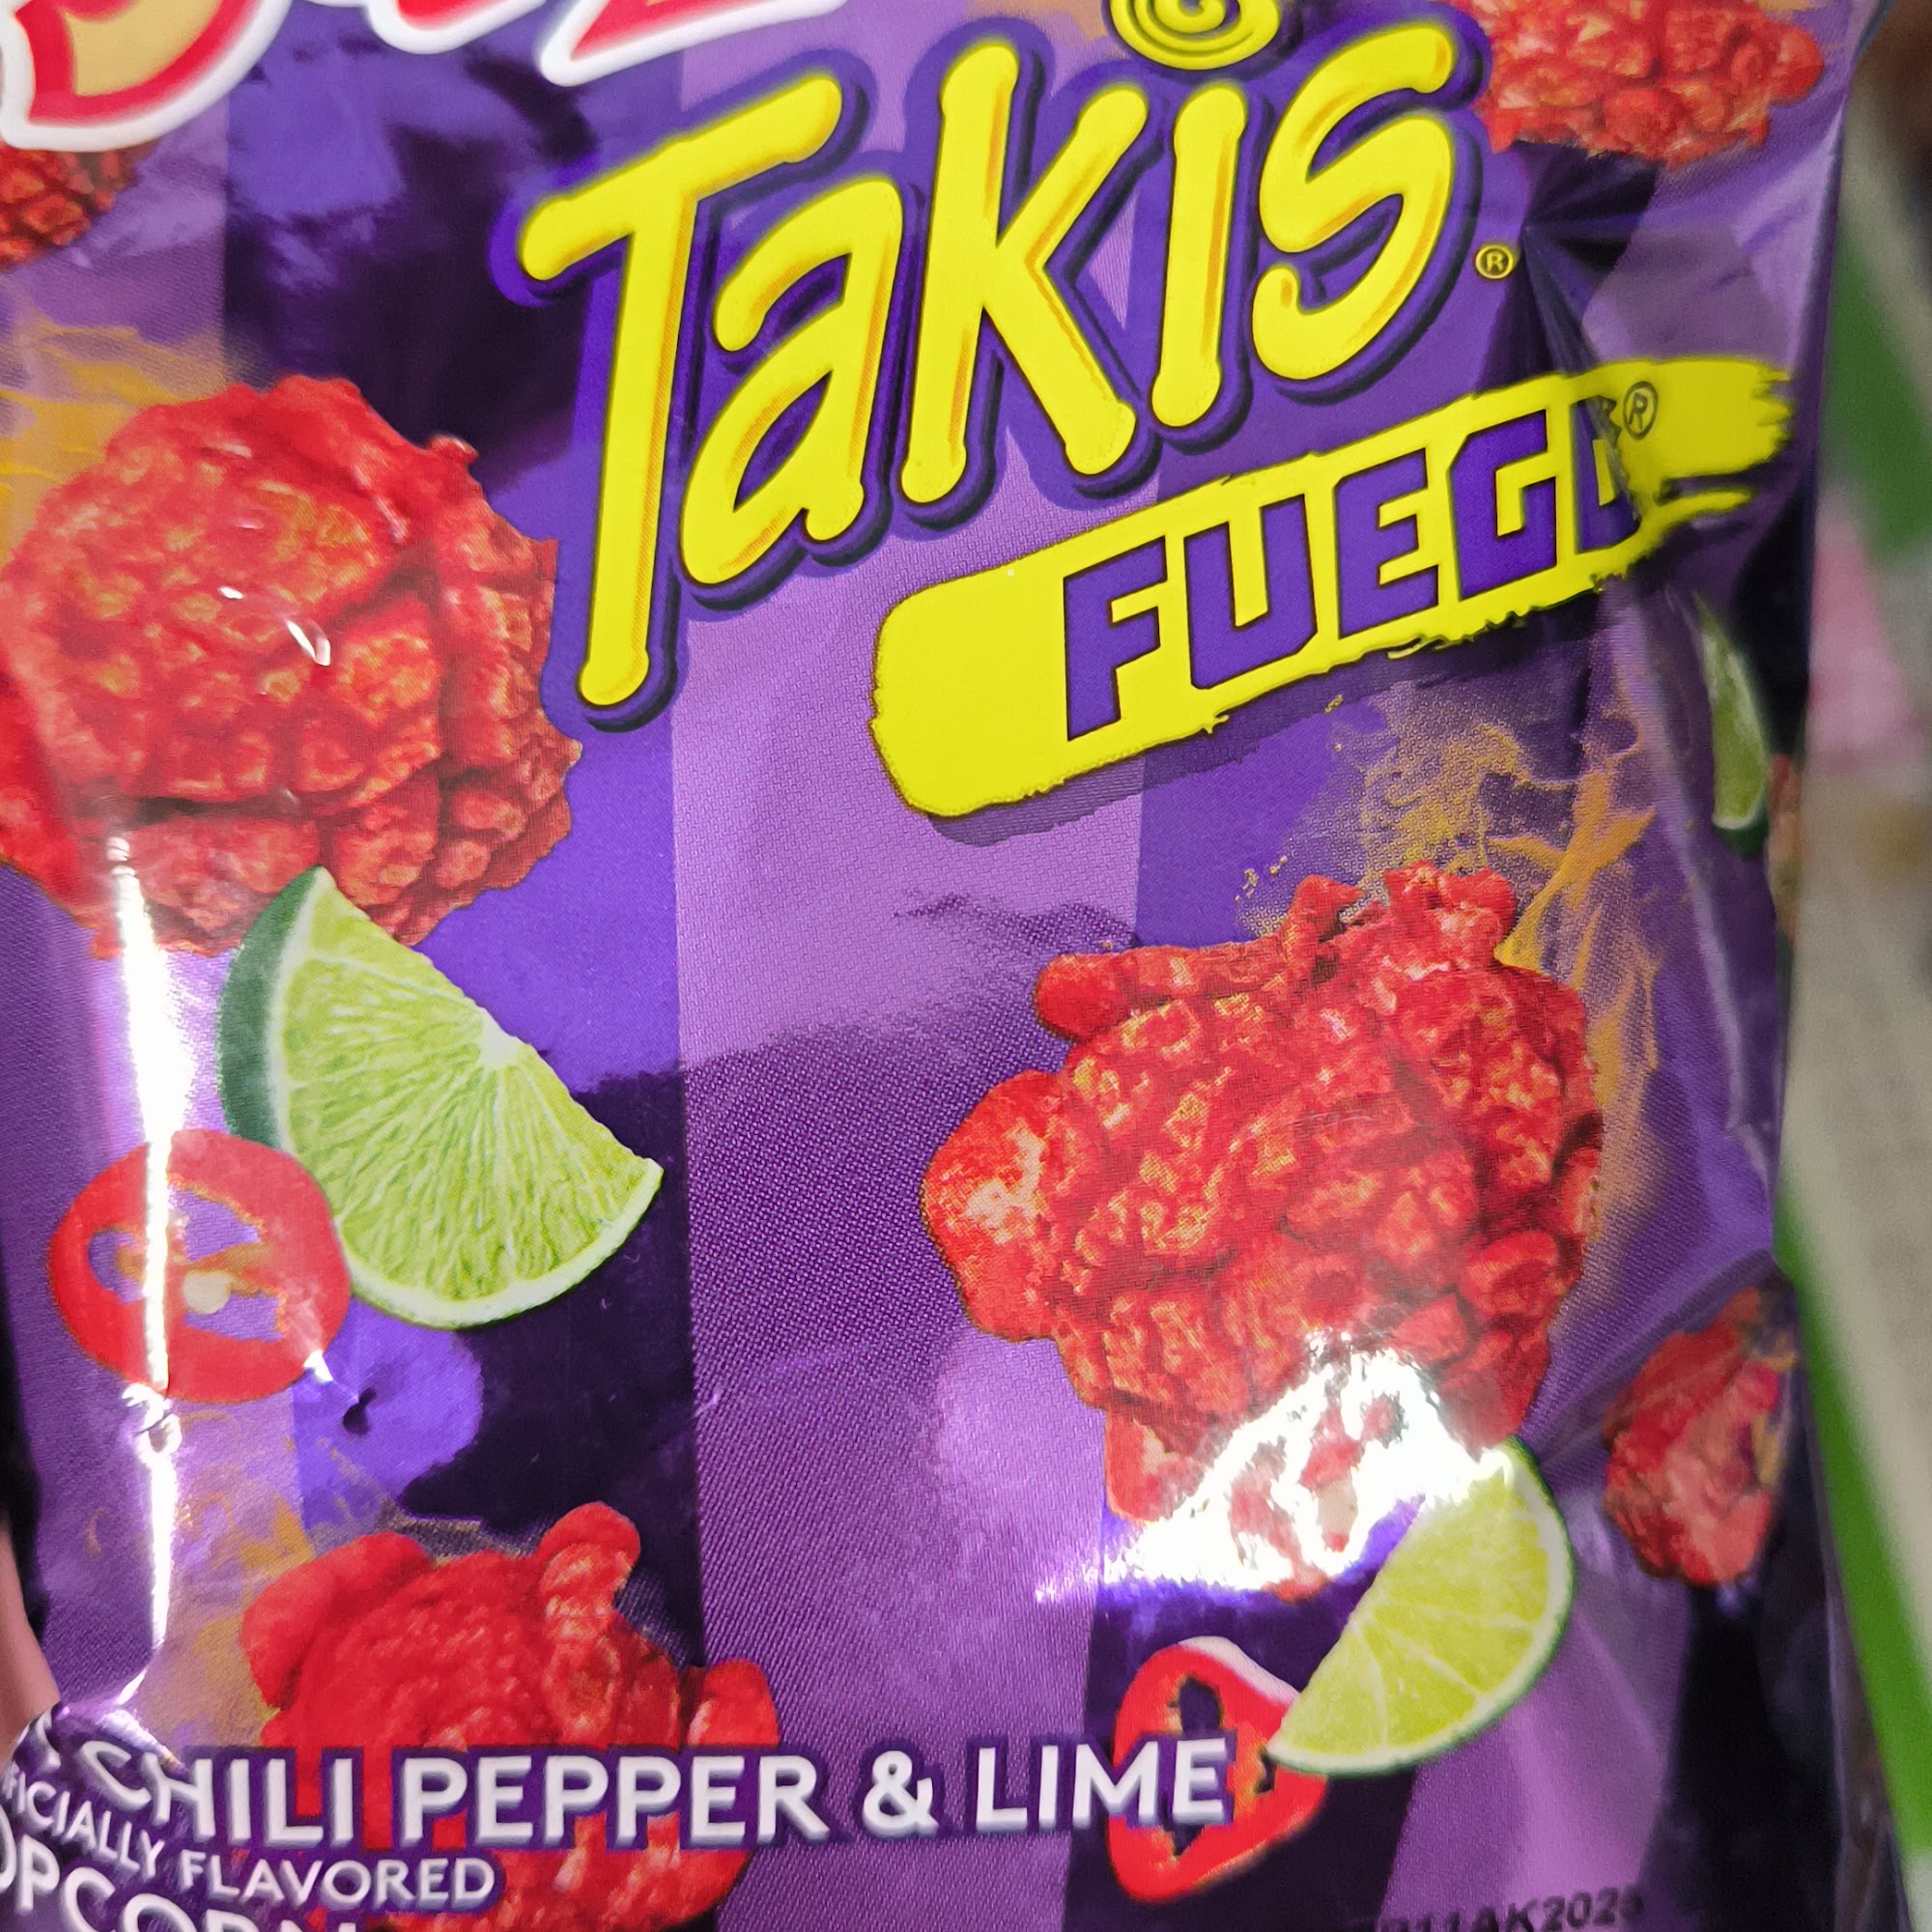 Takis®
FUEGO®
CHILI PEPPER & LIME
FLAVORED